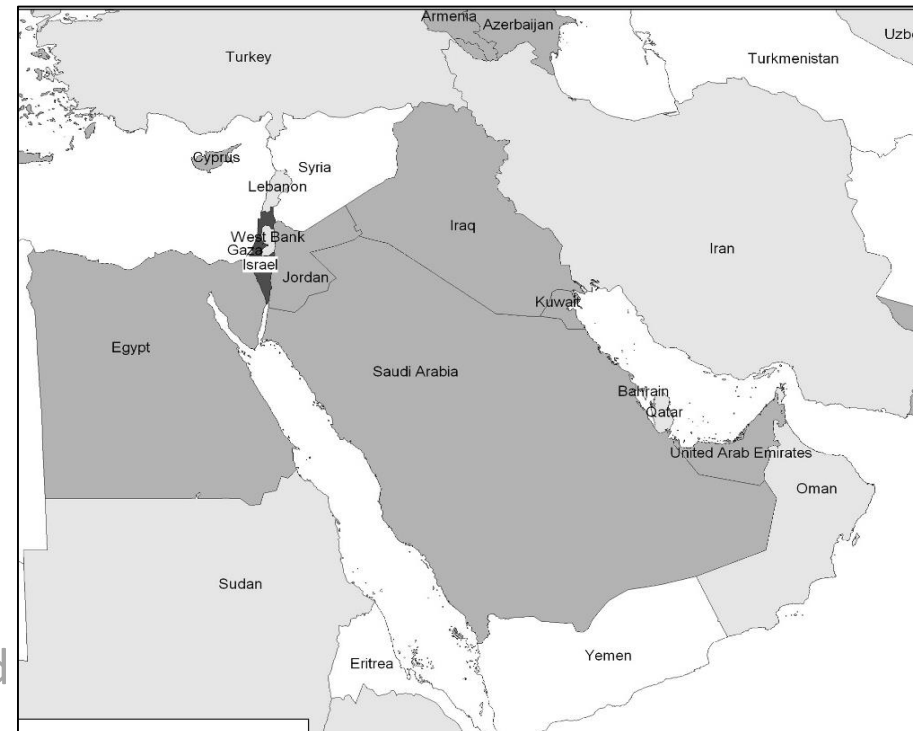 Armenia
Azerbaijan
Uzb
Turkey
Turkmenistan
Cyprus
Syria
Lebanon
West Bank
Iraq
Gaza
Iran
Israel
Jordan
Kuwait
Egypt
Saudi Arabia
Bahrain
Qatar
United Arab Emirates
Oman
Sudan
Yemen
Eritrea
d